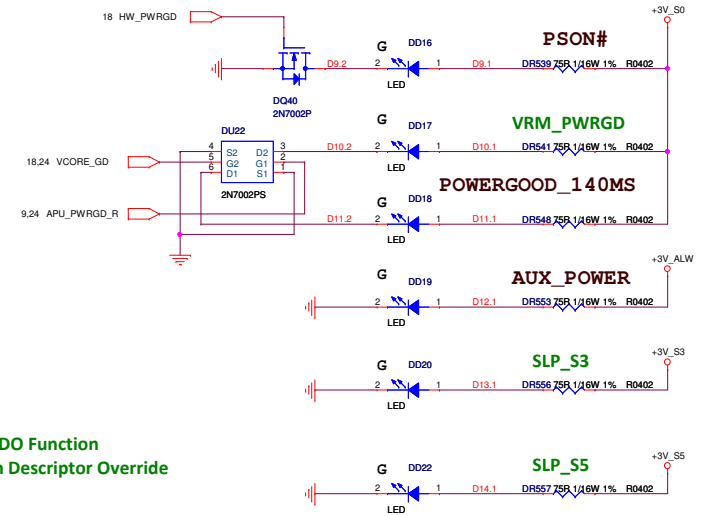 +3V_S0
18 HW_PWRGD
G DD16 PSON#
D9.2 2 1 D9.1 DR539 75R 1/16W 1% R0402
LED
DQ40
2N7002P
DU22
G DD17 VRM_PWRGD
4 S2 D2 3 D10.2 2 1 D10.1 DR541 75R 1/16W 1% R0402
18,24 VCORE_GD 5 G2 G1 2
6 D1 S1 1
LED
2N7002PS
G DD18 POWERGOOD_140MS
9,24 APU_PWRGD_R
D11.2 2 1 D11.1 DR548 75R 1/16W 1% R0402
LED
+3V_ALW
G DD19 AUX_POWER
2 1 D12.1 DR553 75R 1/16W 1% R0402
LED
+3V_S3
G DD20 SLP_S3
2 1 D13.1 DR556 75R 1/16W 1% R0402
LED
DO Function
n Descriptor Override
+3V_S5
G DD22 SLP_S5
2 1 D14.1 DR557 75R 1/16W 1% R0402
LED